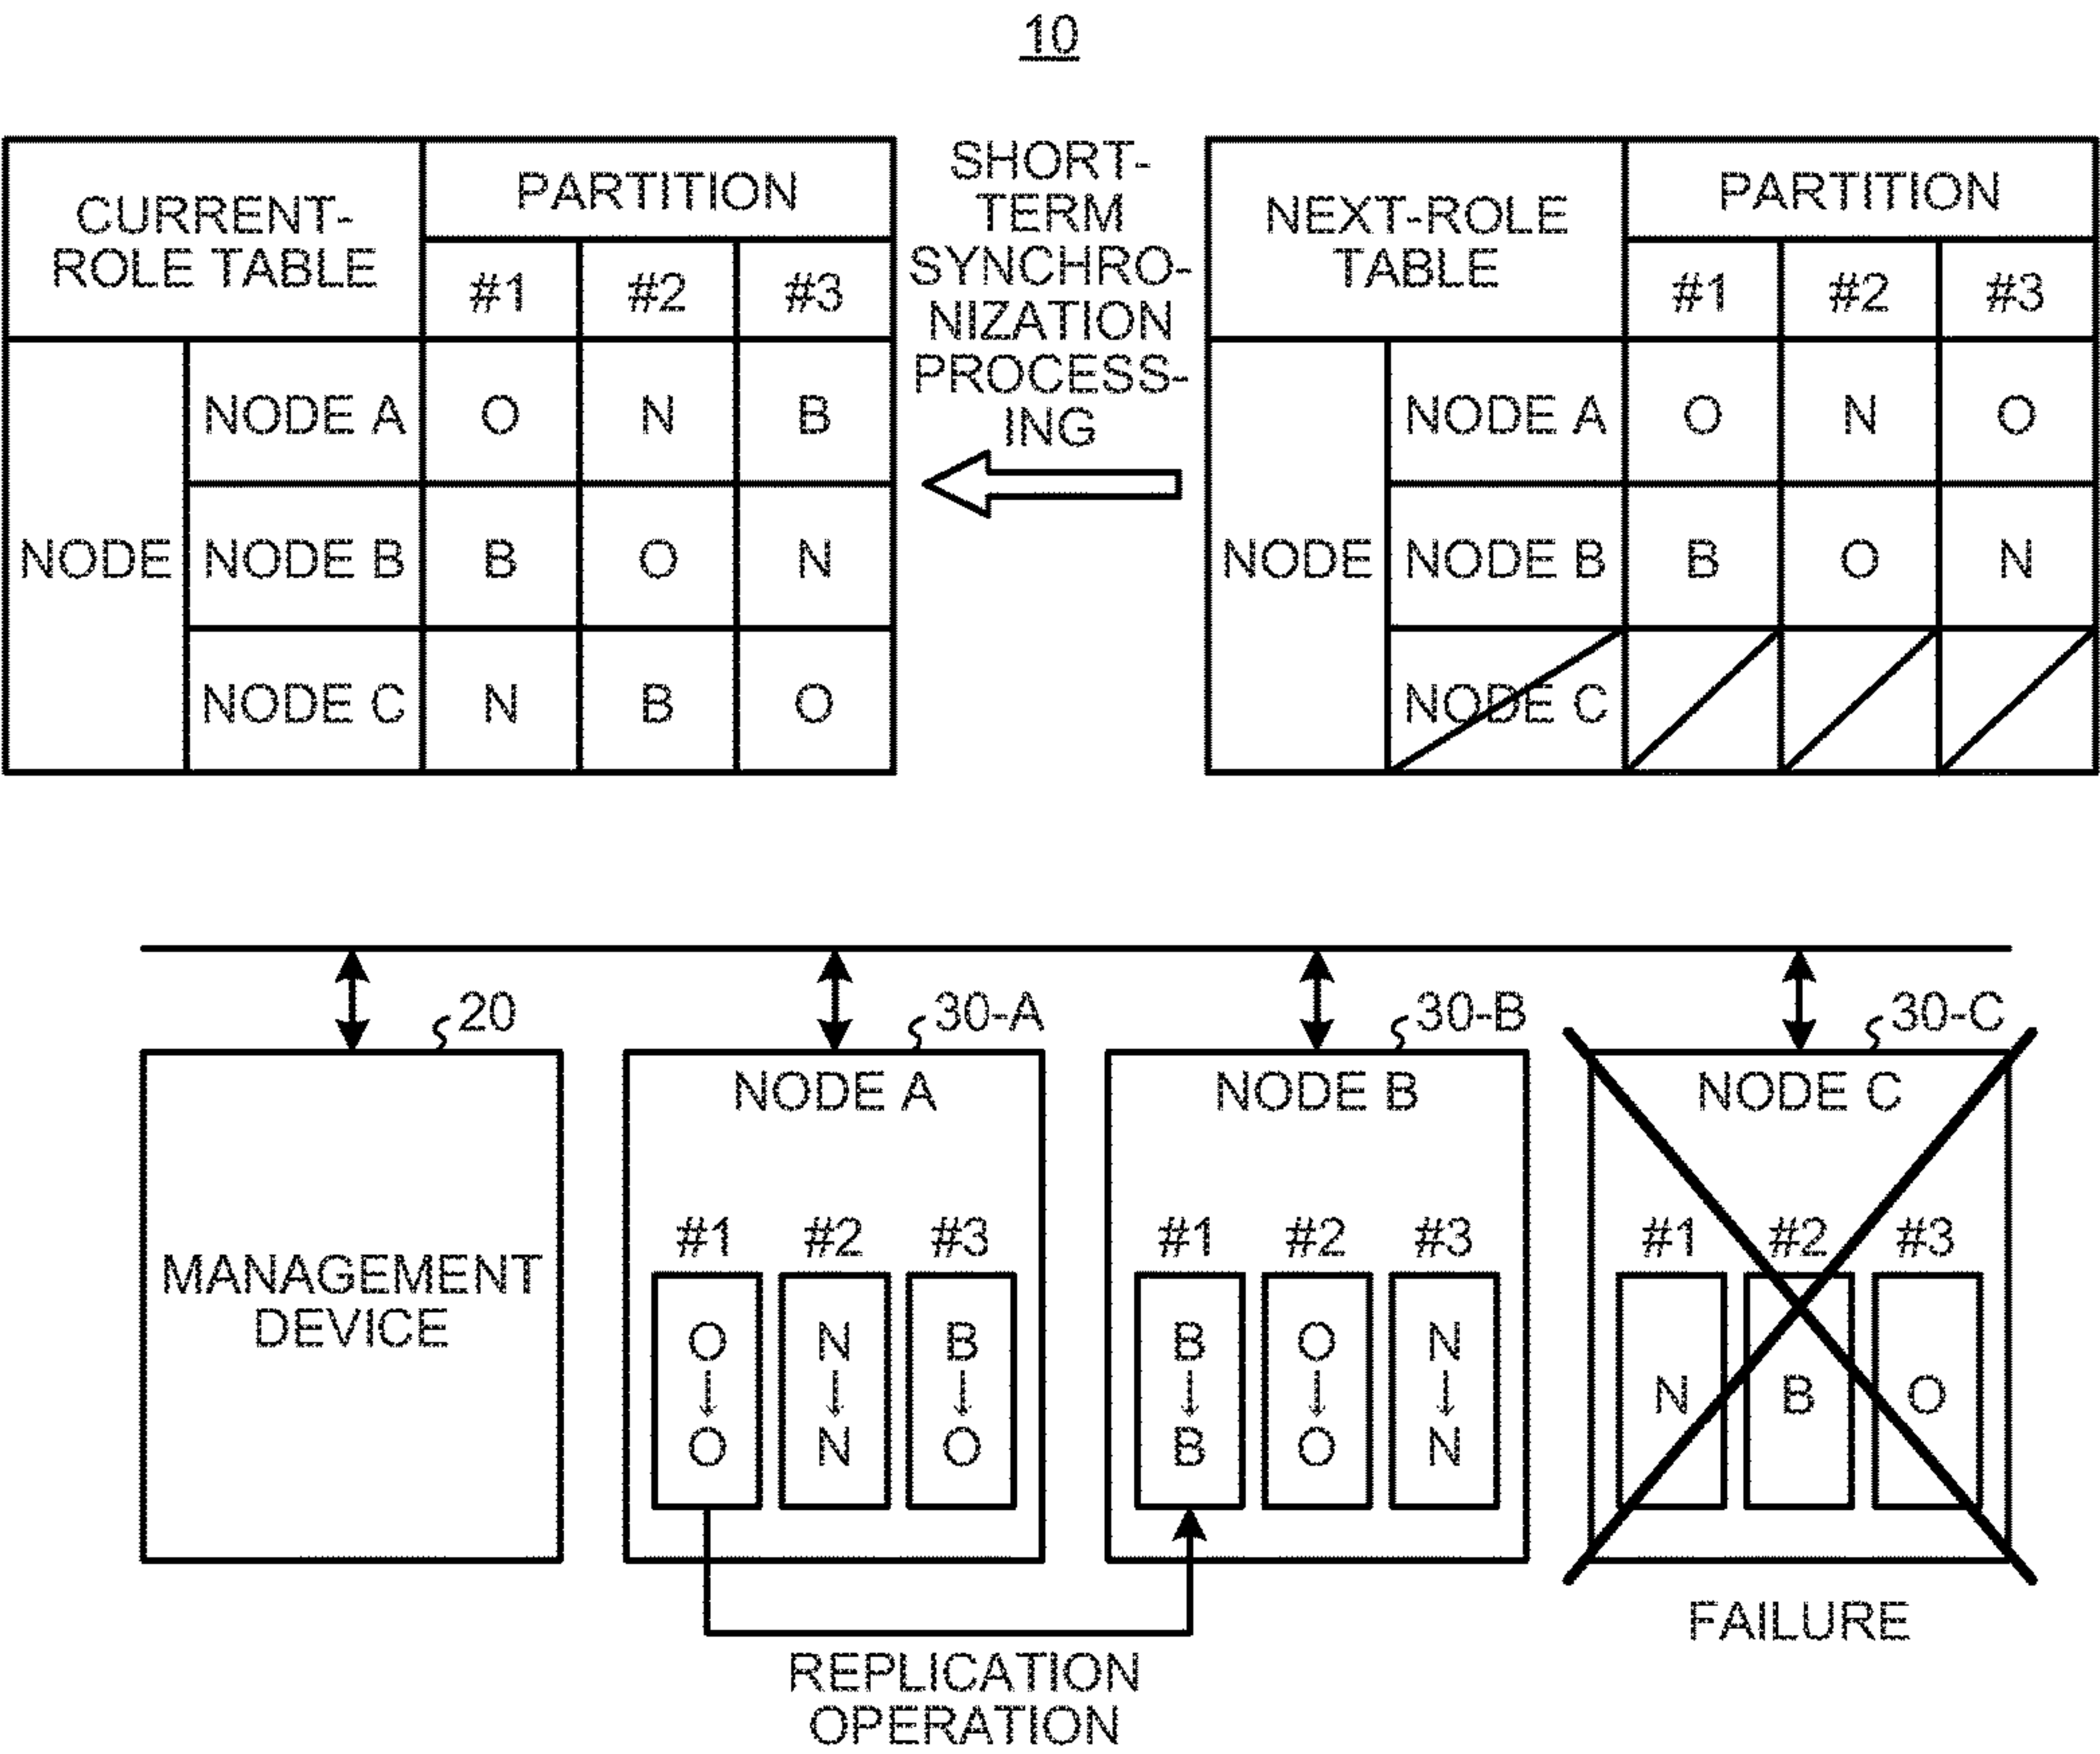 10
CURRENT-
ROLE TABLE
PARTITION
#1 #2 #3
NODE
NODE A O N B
NODE B B O N
NODE C N B O
SHORT-
TERM
SYNCHRO-
NIZATION
PROCESS-
ING
NEXT-ROLE
TABLE
PARTITION
#1 #2 #3
NODE
NODE A O N O
NODE B B O N
NODE C
20
MANAGEMENT
DEVICE
30-A
NODE A
#1 #2 #3
O N B
O N O
30-B
NODE B
#1 #2 #3
B O N
B O N
30-C
NODE C
#1 #2 #3
N B O
FAILURE
REPLICATION
OPERATION